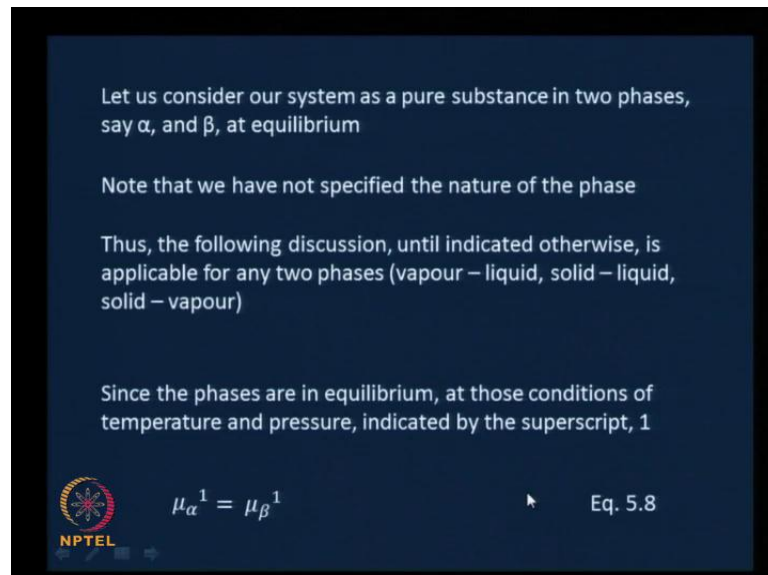 Let us consider our system as a pure substance in two phases,
say α, and β, at equilibrium
Note that we have not specified the nature of the phase
Thus, the following discussion, until indicated otherwise, is
applicable for any two phases (vapour – liquid, solid – liquid,
solid – vapour)
Since the phases are in equilibrium, at those conditions of
temperature and pressure, indicated by the superscript, 1
μ_α¹ = μ_β¹ Eq. 5.8
NPTEL